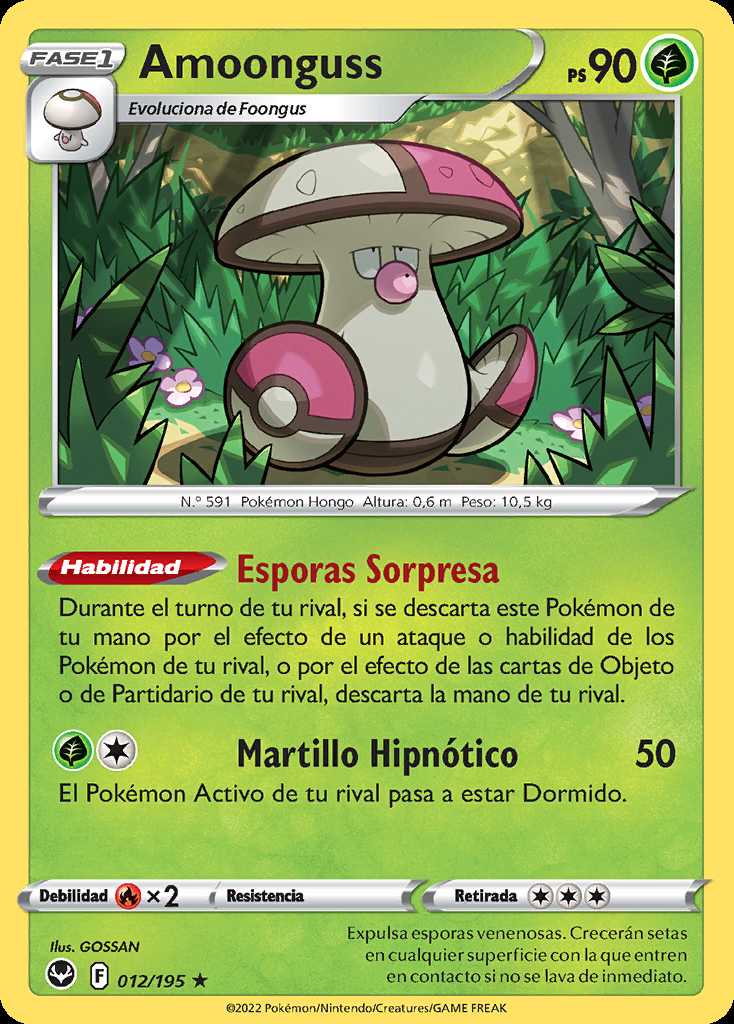 FASE 1
Amoonguss
PS 90
Evoluciona de Foongus
N.º 591 Pokémon Hongo Altura: 0,6 m Peso: 10,5 kg
Habilidad Esporas Sorpresa
Durante el turno de tu rival, si se descarta este Pokémon de
tu mano por el efecto de un ataque o habilidad de los
Pokémon de tu rival, o por el efecto de las cartas de Objeto
o de Partidario de tu rival, descarta la mano de tu rival.
Martillo Hipnótico 50
El Pokémon Activo de tu rival pasa a estar Dormido.
Debilidad ×2 Resistencia Retirada
Ilus. GOSSAN
F 012/195 ★
Expulsa esporas venenosas. Crecerán setas
en cualquier superficie con la que entren
en contacto si no se lava de inmediato.
©2022 Pokémon/Nintendo/Creatures/GAME FREAK